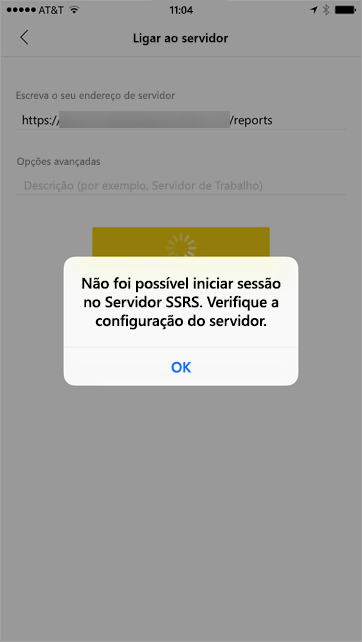 AT&T 11:04
Ligar ao servidor
Escreva o seu endereço de servidor
https:// /reports
Opções avançadas
Descrição (por exemplo, Servidor de Trabalho)
Não foi possível iniciar sessão
no Servidor SSRS. Verifique a
configuração do servidor.
OK